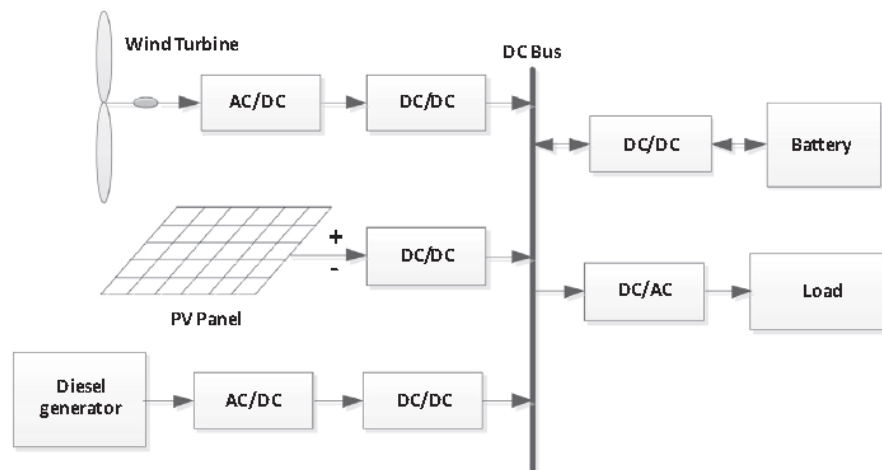 Wind Turbine
DC Bus
AC/DC
DC/DC
DC/DC
Battery
+
-
DC/DC
DC/AC
Load
PV Panel
Diesel
generator
AC/DC
DC/DC